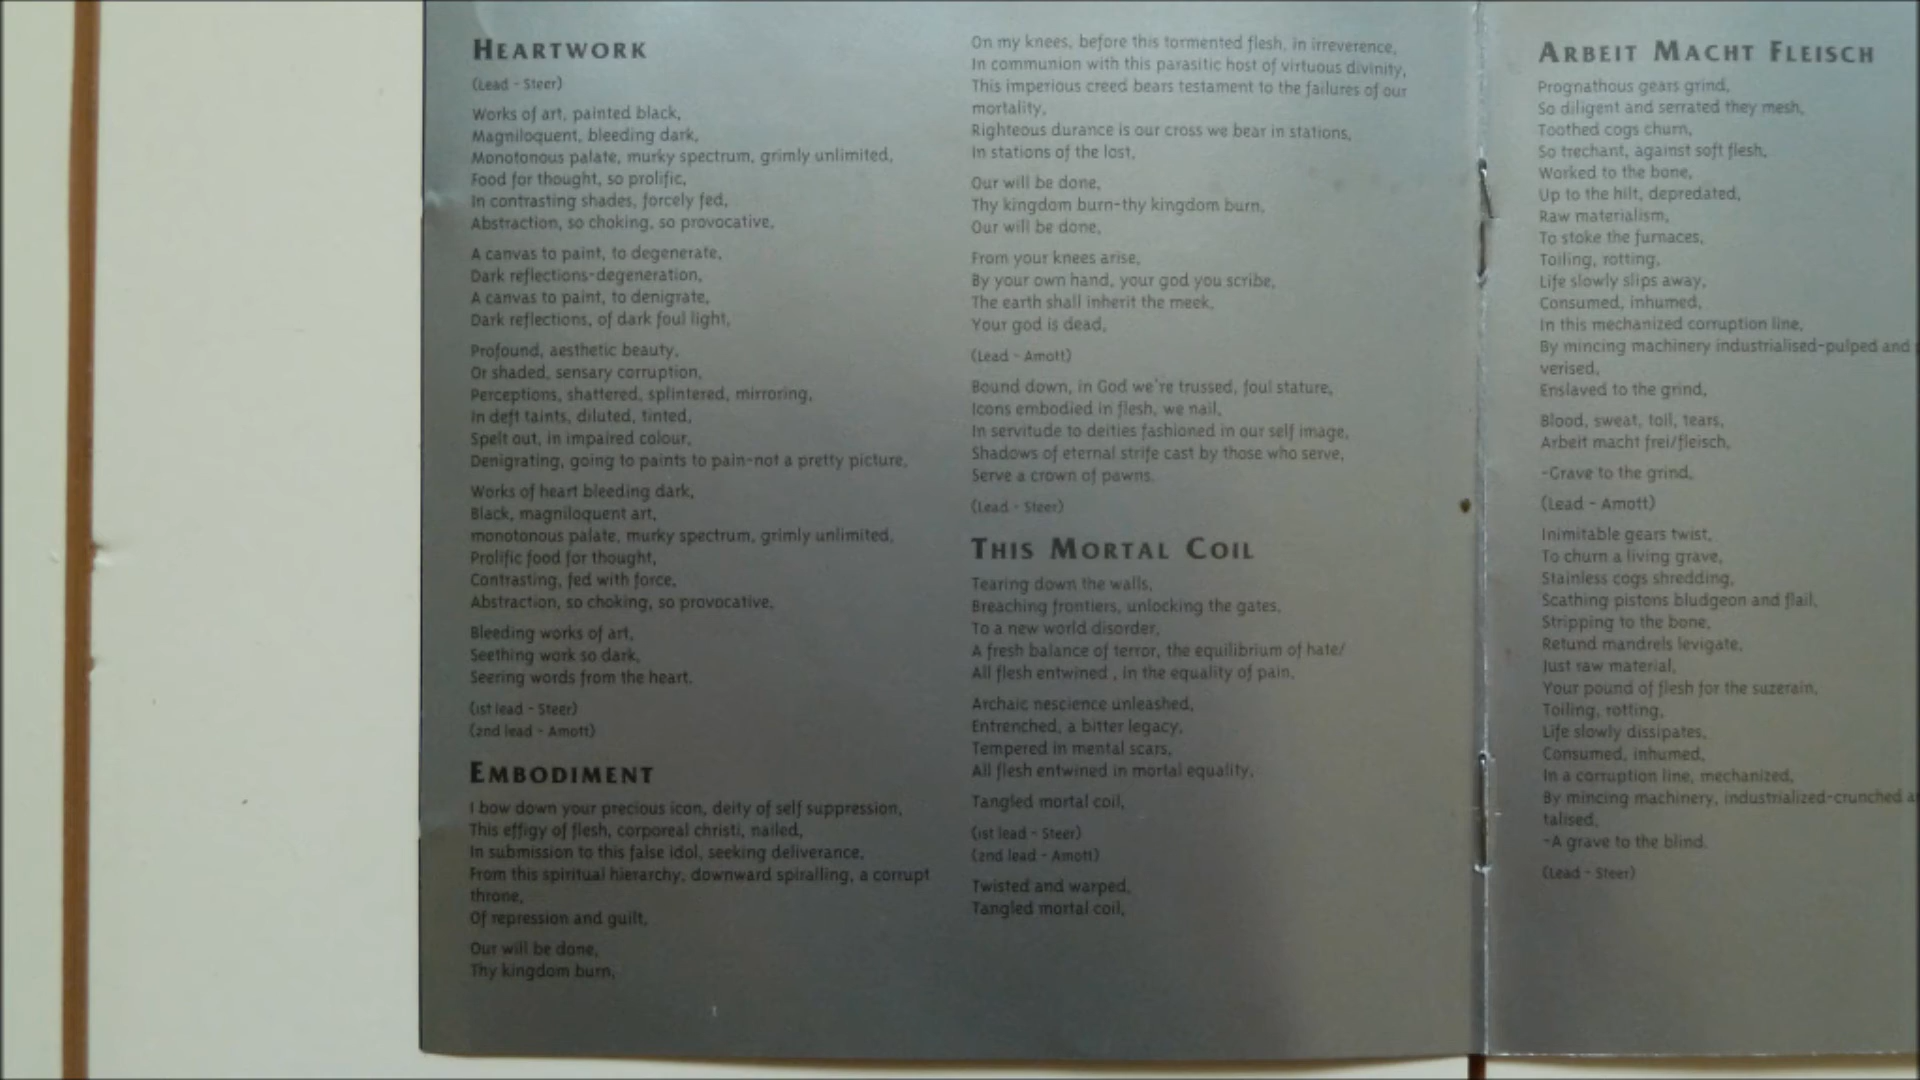 HEARTWORK
(Lead - Steer)
Works of art, painted black,
Magniloquent, bleeding dark,
Monotonous palate, murky spectrum, grimly unlimited,
Food for thought, so prolific,
In contrasting shades, forcely fed,
Abstraction, so choking, so provocative,
A canvas to paint, to degenerate,
Dark reflections-degeneration,
A canvas to paint, to denigrate,
Dark reflections, of dark foul light,
Profound, aesthetic beauty,
Or shaded, sensary corruption,
Perceptions, shattered, splintered, mirroring,
In deft taints, diluted, tinted,
Spelt out, in impaired colour,
Denigrating, going to paints to pain-not a pretty picture,
Works of heart bleeding dark,
Black, magniloquent art,
monotonous palate, murky spectrum, grimly unlimited,
Prolific food for thought,
Contrasting, fed with force,
Abstraction, so choking, so provocative,
Bleeding works of art,
Seething work so dark,
Seering words from the heart.
(1st lead - Steer)
(2nd lead - Amott)
EMBODIMENT
I bow down your precious icon, deity of self suppression,
This effigy of flesh, corporeal christi, nailed,
In submission to this false idol, seeking deliverance,
From this spiritual hierarchy, downward spiralling, a corrupt
throne,
Of repression and guilt,
Our will be done,
Thy kingdom burn,
On my knees, before this tormented flesh, in irreverence,
In communion with this parasitic host of virtuous divinity,
This imperious creed bears testament to the failures of our
mortality,
Righteous durance is our cross we bear in stations,
In stations of the lost,
Our will be done,
Thy kingdom burn-thy kingdom burn,
Our will be done,
From your knees arise,
By your own hand, your god you scribe,
The earth shall inherit the meek,
Your god is dead,
(Lead - Amott)
Bound down, in God we're trussed, foul stature,
Icons embodied in flesh, we nail,
In servitude to deities fashioned in our self image,
Shadows of eternal strife cast by those who serve,
Serve a crown of pawns.
(Lead - Steer)
THIS MORTAL COIL
Tearing down the walls,
Breaching frontiers, unlocking the gates,
To a new world disorder,
A fresh balance of terror, the equilibrium of hate/
All flesh entwined , in the equality of pain,
Archaic nescience unleashed,
Entrenched, a bitter legacy,
Tempered in mental scars,
All flesh entwined in mortal equality,
Tangled mortal coil,
(1st lead - Steer)
(2nd lead - Amott)
Twisted and warped,
Tangled mortal coil,
ARBEIT MACHT FLEISCH
Prognathous gears grind,
So diligent and serrated they mesh,
Toothed cogs churn,
So trechant, against soft flesh,
Worked to the bone,
Up to the hilt, depredated,
Raw materialism,
To stoke the furnaces,
Toiling, rotting,
Life slowly slips away,
Consumed, inhumed,
In this mechanized corruption line,
By mincing machinery industrialised-pulped and
verised,
Enslaved to the grind,
Blood, sweat, toil, tears,
Arbeit macht frei/fleisch,
-Grave to the grind,
(Lead - Amott)
Inimitable gears twist,
To churn a living grave,
Stainless cogs shredding,
Scathing pistons bludgeon and flail,
Stripping to the bone,
Retund mandrels levigate,
Just raw material,
Your pound of flesh for the suzerain,
Toiling, rotting,
Life slowly dissipates,
Consumed, inhumed,
In a corruption line, mechanized,
By mincing machinery, industrialized-crunched
talised,
-A grave to the blind.
(Lead - Steer)